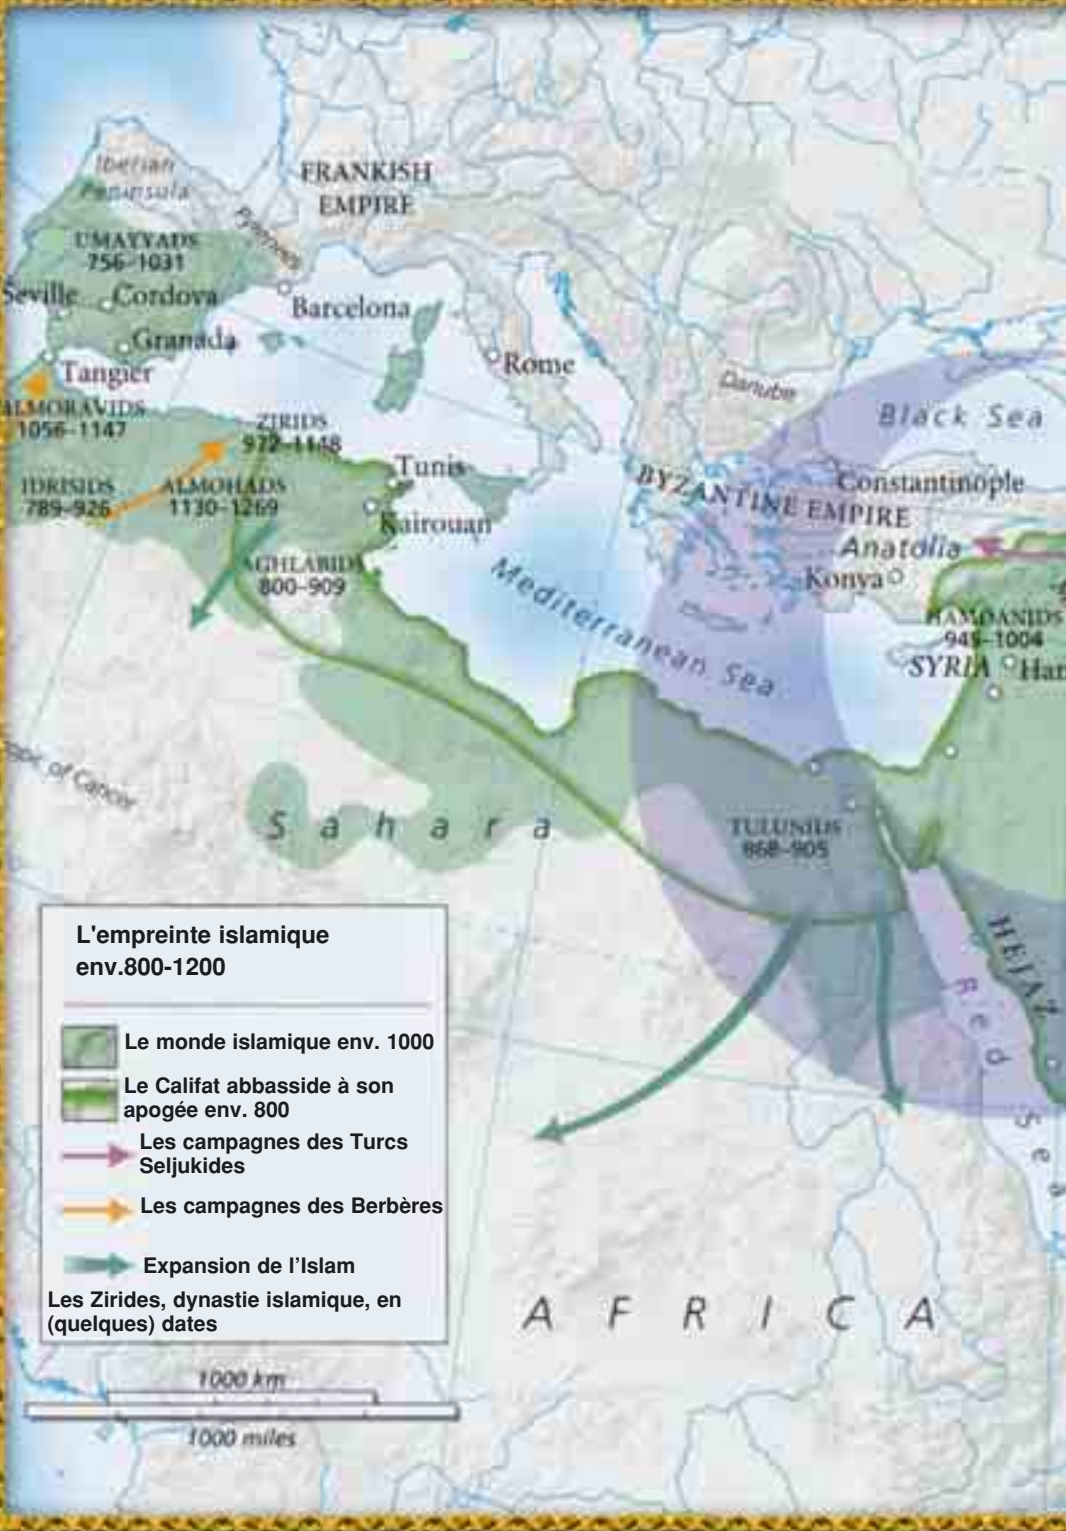 Iberian
Peninsula
FRANKISH
EMPIRE
Pyrenees
UMAYYADS
756-1031
Seville
Cordova
Barcelona
Granada
Rome
Tangier
Danube
ALMORAVIDS
1056-1147
ZIRIDS
972-1148
Black Sea
Tunis
BYZANTINE EMPIRE
Constantinople
IDRISIDS
789-926
ALMOHADS
1130-1269
Kairouan
Anatolia
AGHLABIDS
800-909
Mediterranean Sea
Konya
HAMDANIDS
945-1004
SYRIA
Har
of Cancer
Sahara
TULUNIDS
868-905
HEJAZ
Red Sea
L'empreinte islamique
env.800-1200
Le monde islamique env. 1000
Le Califat abbasside à son
apogée env. 800
Les campagnes des Turcs
Seljukides
Les campagnes des Berbères
Expansion de l'Islam
Les Zirides, dynastie islamique, en
(quelques) dates
AFRICA
1000 km
1000 miles